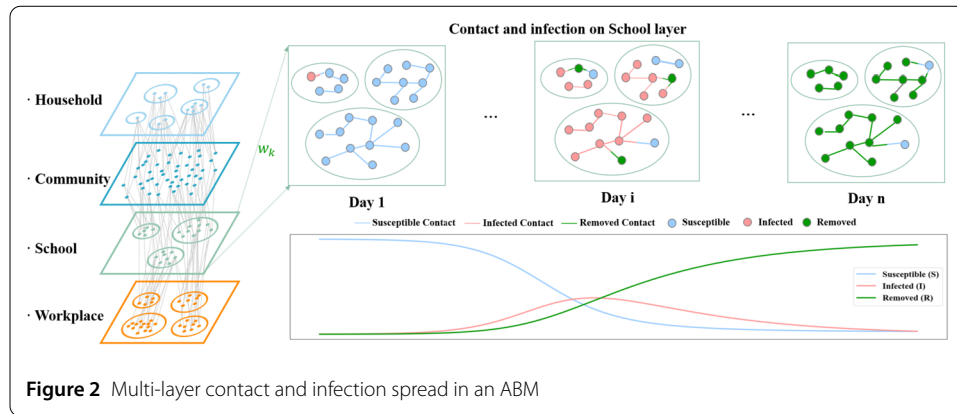 Contact and infection on School layer
· Household
· Community
· School
· Workplace
w_k
...
...
Day 1
Day i
Day n
Susceptible Contact
Infected Contact
Removed Contact
Susceptible
Infected
Removed
Susceptible (S)
Infected (I)
Removed (R)
Figure 2 Multi-layer contact and infection spread in an ABM